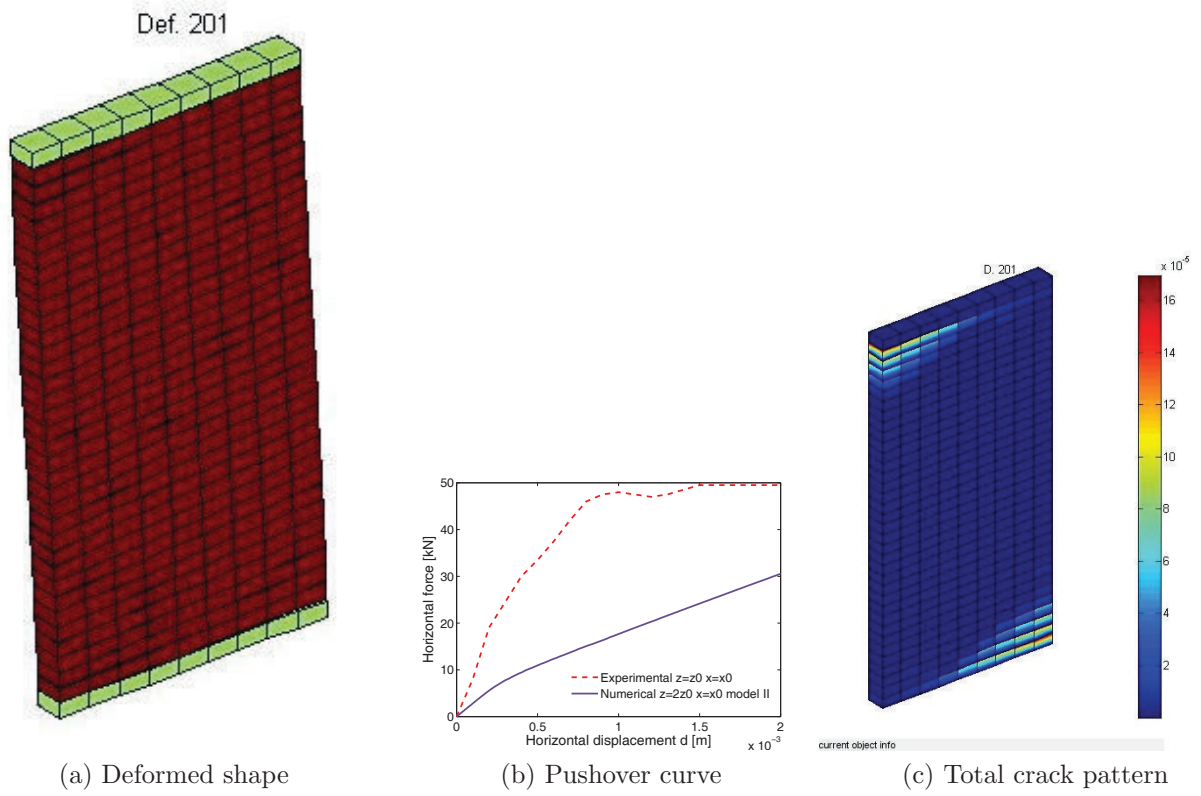 Def. 201
50
40
30
20
10
0
Horizontal force [kN]
Experimental z=z0 x=x0
Numerical z=2z0 x=x0 model II
0 0.5 1 1.5 2
Horizontal displacement d [m]
x 10⁻³
D. 201
x 10⁻⁵
16
14
12
10
8
6
4
2
current object info
(a) Deformed shape
(b) Pushover curve
(c) Total crack pattern